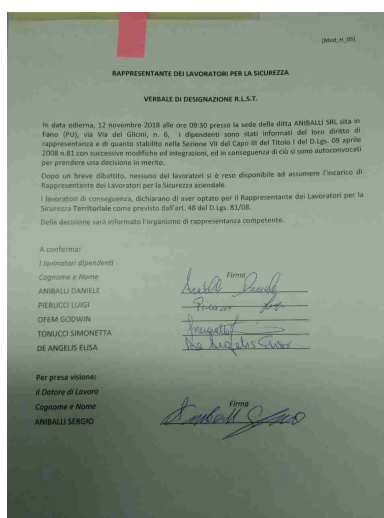 [Mod_rl_05]
RAPPRESENTANTE DEI LAVORATORI PER LA SICUREZZA
VERBALE DI DESIGNAZIONE R.L.S.T.
In data odierna, 12 novembre 2018 alle ore 09:30 presso la sede della ditta ANIBALLI SRL sita in
Fano (PU), via Via dei Glicini, n. 6, i dipendenti sono stati informati del loro diritto di
rappresentanza e di quanto stabilito nella Sezione VII del Capo III del Titolo I del D.Lgs. 09 aprile
2008 n.81 con successive modifiche ed integrazioni, ed in conseguenza di ciò si sono autoconvocati
per prendere una decisione in merito.
Dopo un breve dibattito, nessuno dei lavoratori si è reso disponibile ad assumere l'incarico di
Rappresentante dei Lavoratori per la Sicurezza aziendale.
I lavoratori di conseguenza, dichiarano di aver optato per il Rappresentante dei Lavoratori per la
Sicurezza Territoriale come previsto dall'art. 48 del D.Lgs. 81/08.
Delle decisione sarà informato l'organismo di rappresentanza competente.
A conferma:
I lavoratori dipendenti
Cognome e Nome Firma
ANIBALLI DANIELE
PIERUCCI LUIGI
OFEM GODWIN
TONUCCI SIMONETTA
DE ANGELIS ELISA De Angelis Elisa
Per presa visione:
Il Datore di Lavoro
Cognome e Nome Firma
ANIBALLI SERGIO